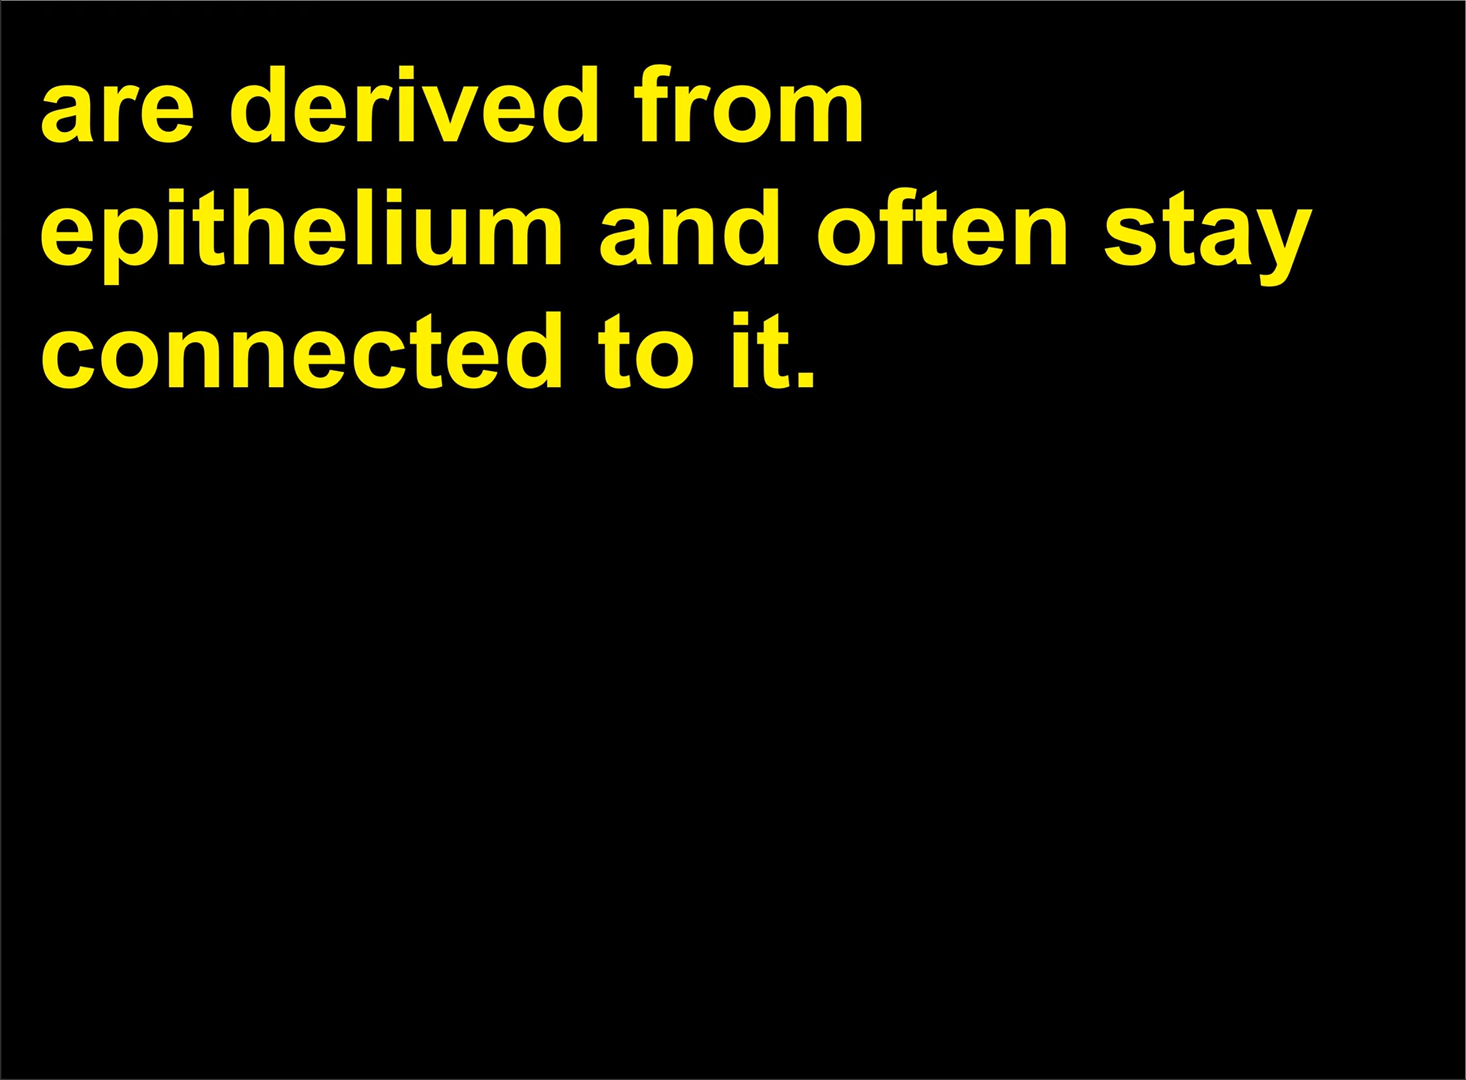 are derived from
epithelium and often stay
connected to it.